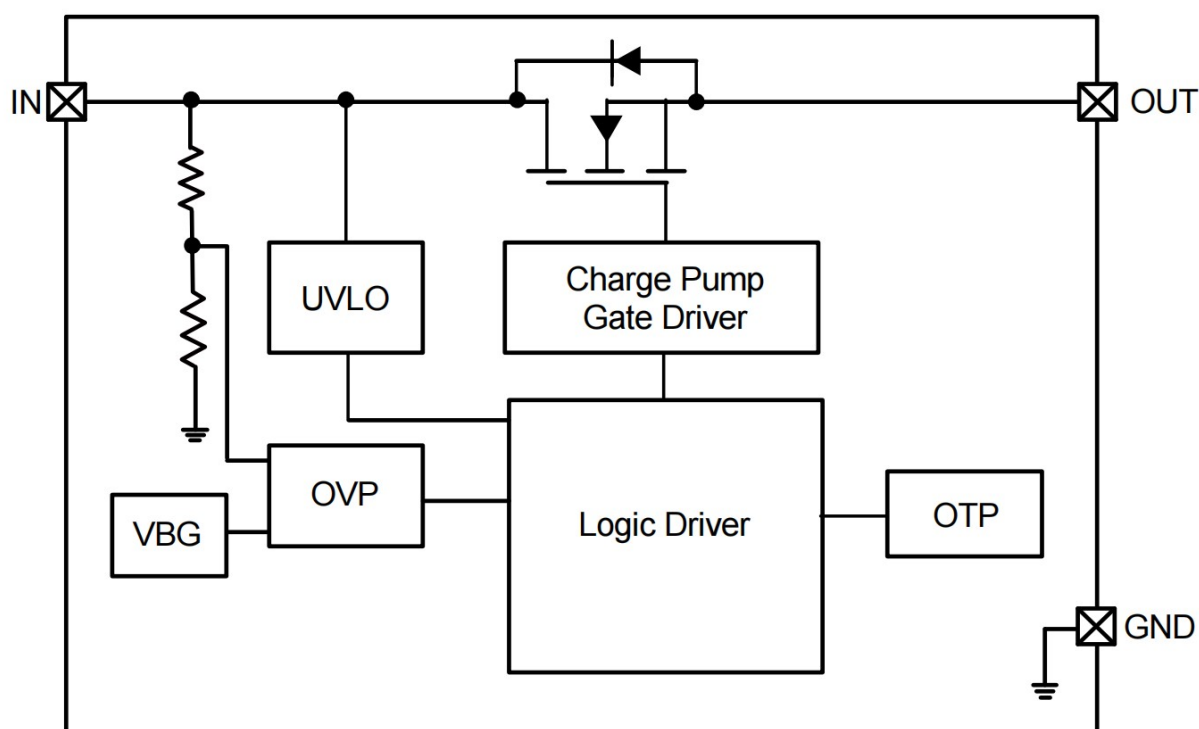 IN
OUT
UVLO
Charge Pump
Gate Driver
OVP
VBG
Logic Driver
OTP
GND